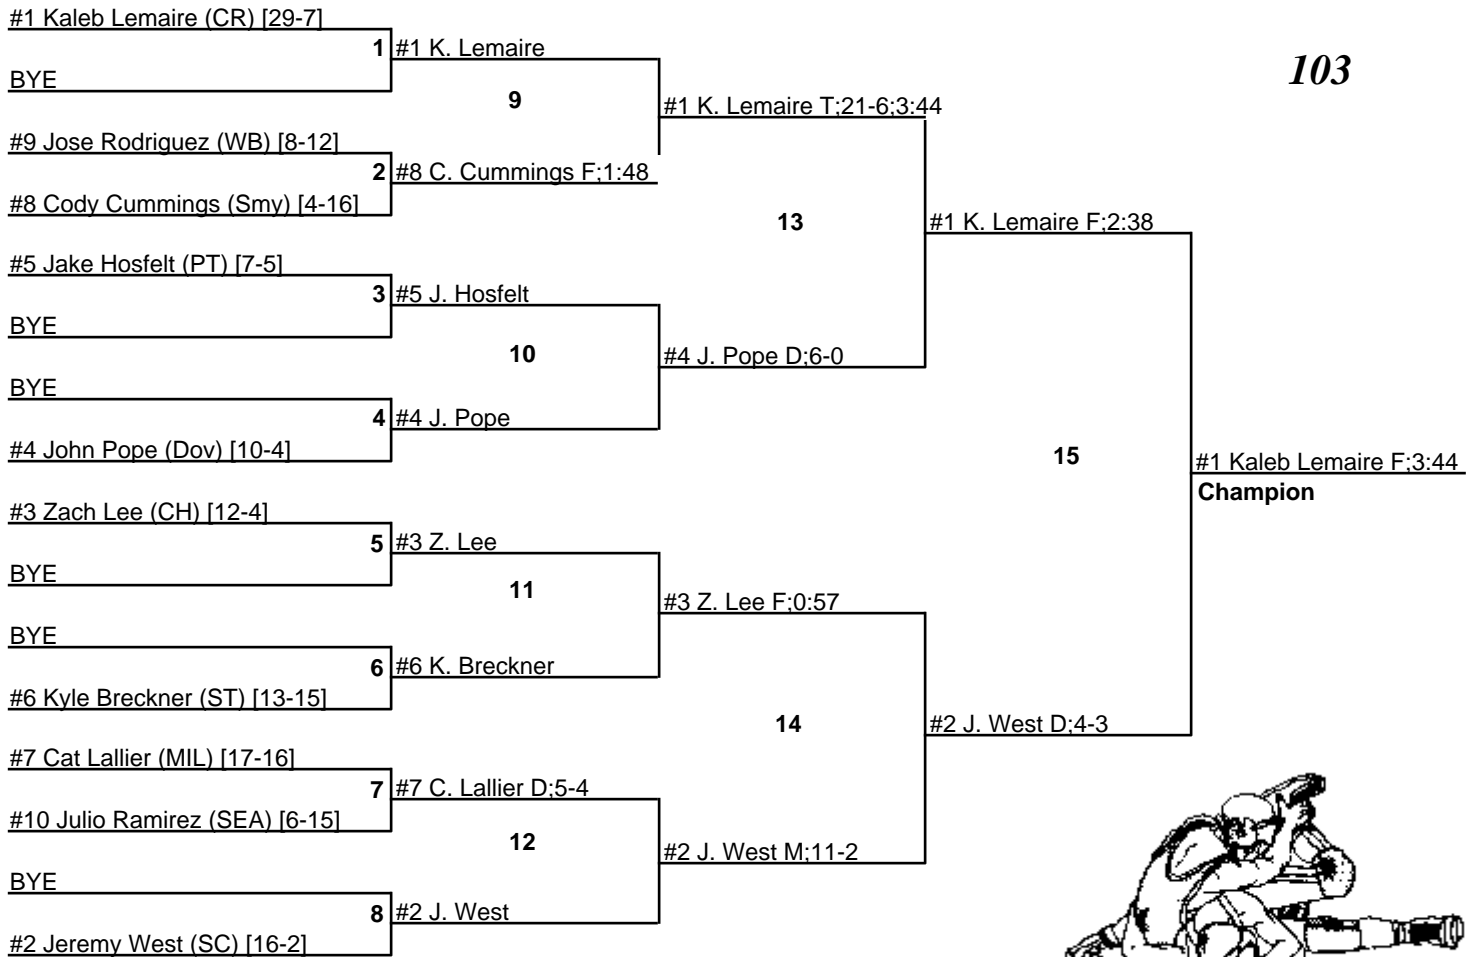 #1 Kaleb Lemaire (CR) [29-7]
1 #1 K. Lemaire
BYE
103
9
#1 K. Lemaire T;21-6;3:44
#9 Jose Rodriguez (WB) [8-12]
2 #8 C. Cummings F;1:48
#8 Cody Cummings (Smy) [4-16]
13
#1 K. Lemaire F;2:38
#5 Jake Hosfelt (PT) [7-5]
3 #5 J. Hosfelt
BYE
10
#4 J. Pope D;6-0
BYE
4 #4 J. Pope
#4 John Pope (Dov) [10-4]
15
#1 Kaleb Lemaire F;3:44
Champion
#3 Zach Lee (CH) [12-4]
5 #3 Z. Lee
BYE
11
#3 Z. Lee F;0:57
BYE
6 #6 K. Breckner
#6 Kyle Breckner (ST) [13-15]
14
#2 J. West D;4-3
#7 Cat Lallier (MIL) [17-16]
7 #7 C. Lallier D;5-4
#10 Julio Ramirez (SEA) [6-15]
12
#2 J. West M;11-2
BYE
8 #2 J. West
#2 Jeremy West (SC) [16-2]